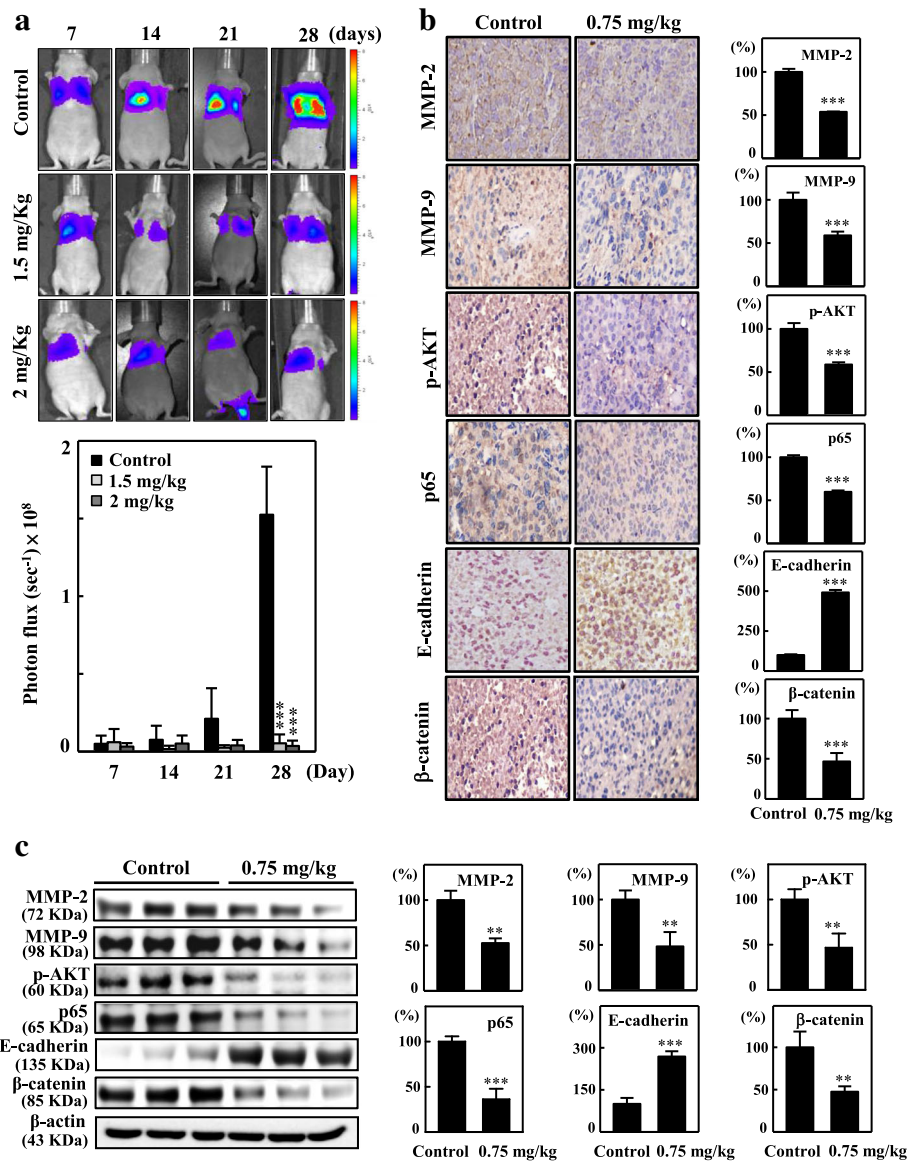 a
7 14 21 28 (days)
Control
1.5 mg/Kg
2 mg/Kg
2
1
0
Photon flux (sec⁻¹) x 10⁸
Control
1.5 mg/kg
2 mg/kg
***
***
7 14 21 28 (Day)
b
Control 0.75 mg/kg
MMP-2
MMP-9
p-AKT
p65
E-cadherin
β-catenin
(%)
MMP-2
100
50
0
***
(%)
MMP-9
100
50
0
***
(%)
p-AKT
100
50
0
***
(%)
p65
100
50
0
***
(%)
E-cadherin
500
250
0
***
(%)
β-catenin
100
50
0
***
Control 0.75 mg/kg
c
Control 0.75 mg/kg
MMP-2
(72 KDa)
MMP-9
(98 KDa)
p-AKT
(60 KDa)
p65
(65 KDa)
E-cadherin
(135 KDa)
β-catenin
(85 KDa)
β-actin
(43 KDa)
(%)
MMP-2
100
50
0
**
(%)
MMP-9
100
50
0
**
(%)
p-AKT
100
50
0
**
(%)
p65
100
50
0
***
Control 0.75 mg/kg
(%)
E-cadherin
300
100
0
***
Control 0.75 mg/kg
(%)
β-catenin
100
50
0
**
Control 0.75 mg/kg